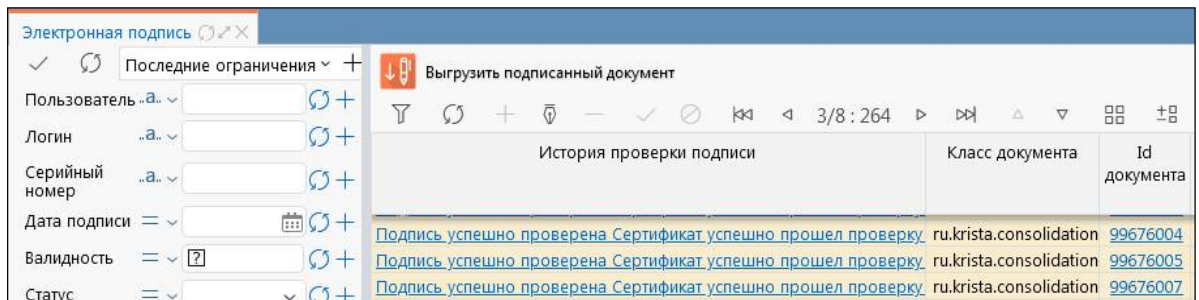 Электронная подпись
Последние ограничения
Пользователь .a.
Логин .a.
Серийный номер .a.
Дата подписи =
Валидность = ?
Статус =
Выгрузить подписанный документ
3/8 : 264
История проверки подписи Класс документа Id документа
Подпись успешно проверена Сертификат успешно прошел проверку ru.krista.consolidation 99676004
Подпись успешно проверена Сертификат успешно прошел проверку ru.krista.consolidation 99676005
Подпись успешно проверена Сертификат успешно прошел проверку ru.krista.consolidation 99676007